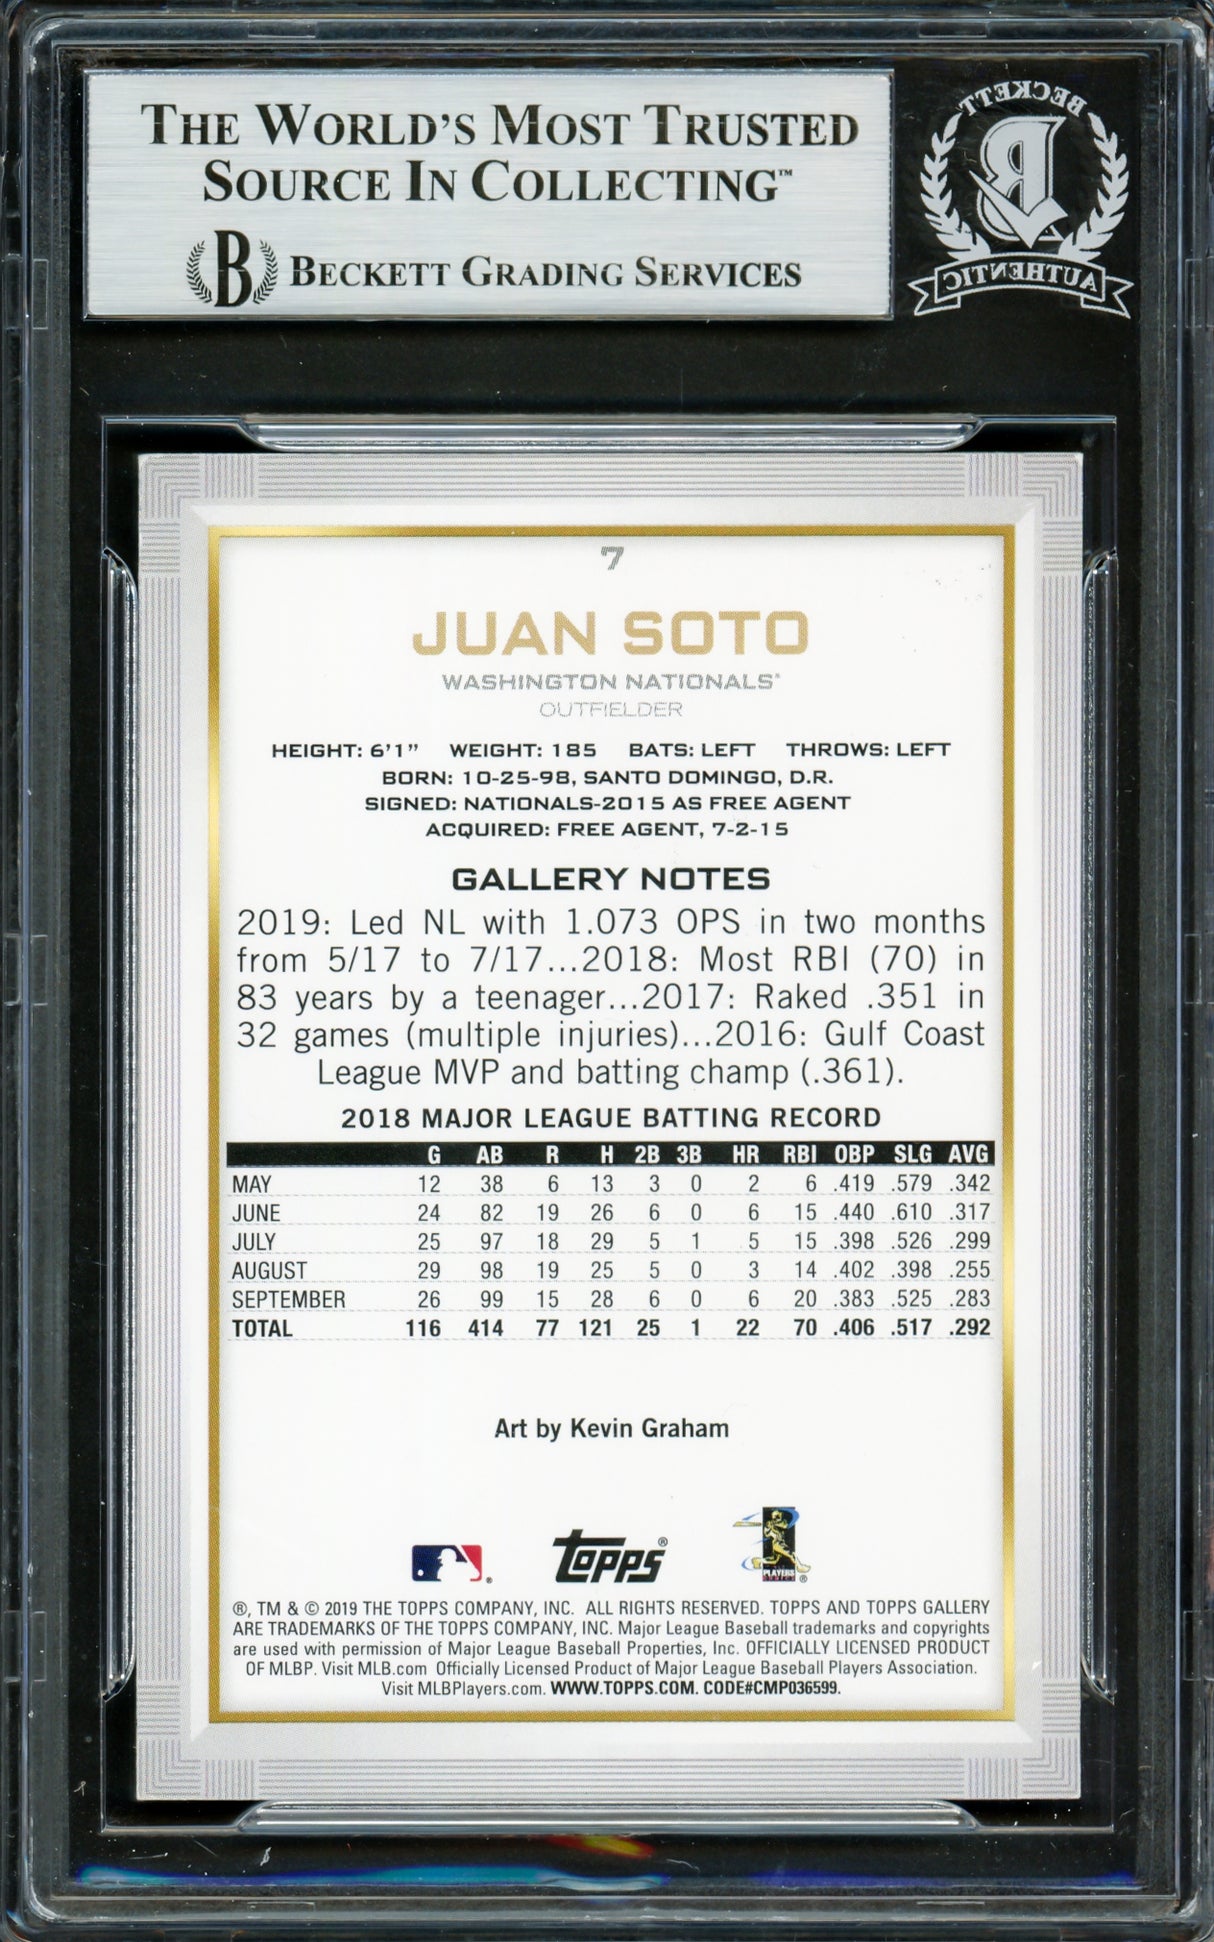 THE WORLD'S MOST TRUSTED
SOURCE IN COLLECTING™
B BECKETT GRADING SERVICES
BECKETT
B
AUTHENTIC
7
JUAN SOTO
WASHINGTON NATIONALS®
OUTFIELDER
HEIGHT: 6'1" WEIGHT: 185 BATS: LEFT THROWS: LEFT
BORN: 10-25-98, SANTO DOMINGO, D.R.
SIGNED: NATIONALS-2015 AS FREE AGENT
ACQUIRED: FREE AGENT, 7-2-15
GALLERY NOTES
2019: Led NL with 1.073 OPS in two months
from 5/17 to 7/17...2018: Most RBI (70) in
83 years by a teenager...2017: Raked .351 in
32 games (multiple injuries)...2016: Gulf Coast
League MVP and batting champ (.361).
2018 MAJOR LEAGUE BATTING RECORD
G AB R H 2B 3B HR RBI OBP SLG AVG
MAY 12 38 6 13 3 0 2 6 .419 .579 .342
JUNE 24 82 19 26 6 0 6 15 .440 .610 .317
JULY 25 97 18 29 5 1 5 15 .398 .526 .299
AUGUST 29 98 19 25 5 0 3 14 .402 .398 .255
SEPTEMBER 26 99 15 28 6 0 6 20 .383 .525 .283
TOTAL 116 414 77 121 25 1 22 70 .406 .517 .292
Art by Kevin Graham
topps®
PLAYERS
CHOICE ®
®, TM & © 2019 THE TOPPS COMPANY, INC. ALL RIGHTS RESERVED. TOPPS AND TOPPS GALLERY
ARE TRADEMARKS OF THE TOPPS COMPANY, INC. Major League Baseball trademarks and copyrights
are used with permission of Major League Baseball Properties, Inc. OFFICIALLY LICENSED PRODUCT
OF MLBP. Visit MLB.com Officially Licensed Product of Major League Baseball Players Association.
Visit MLBPlayers.com. WWW.TOPPS.COM. CODE#CMP036599.